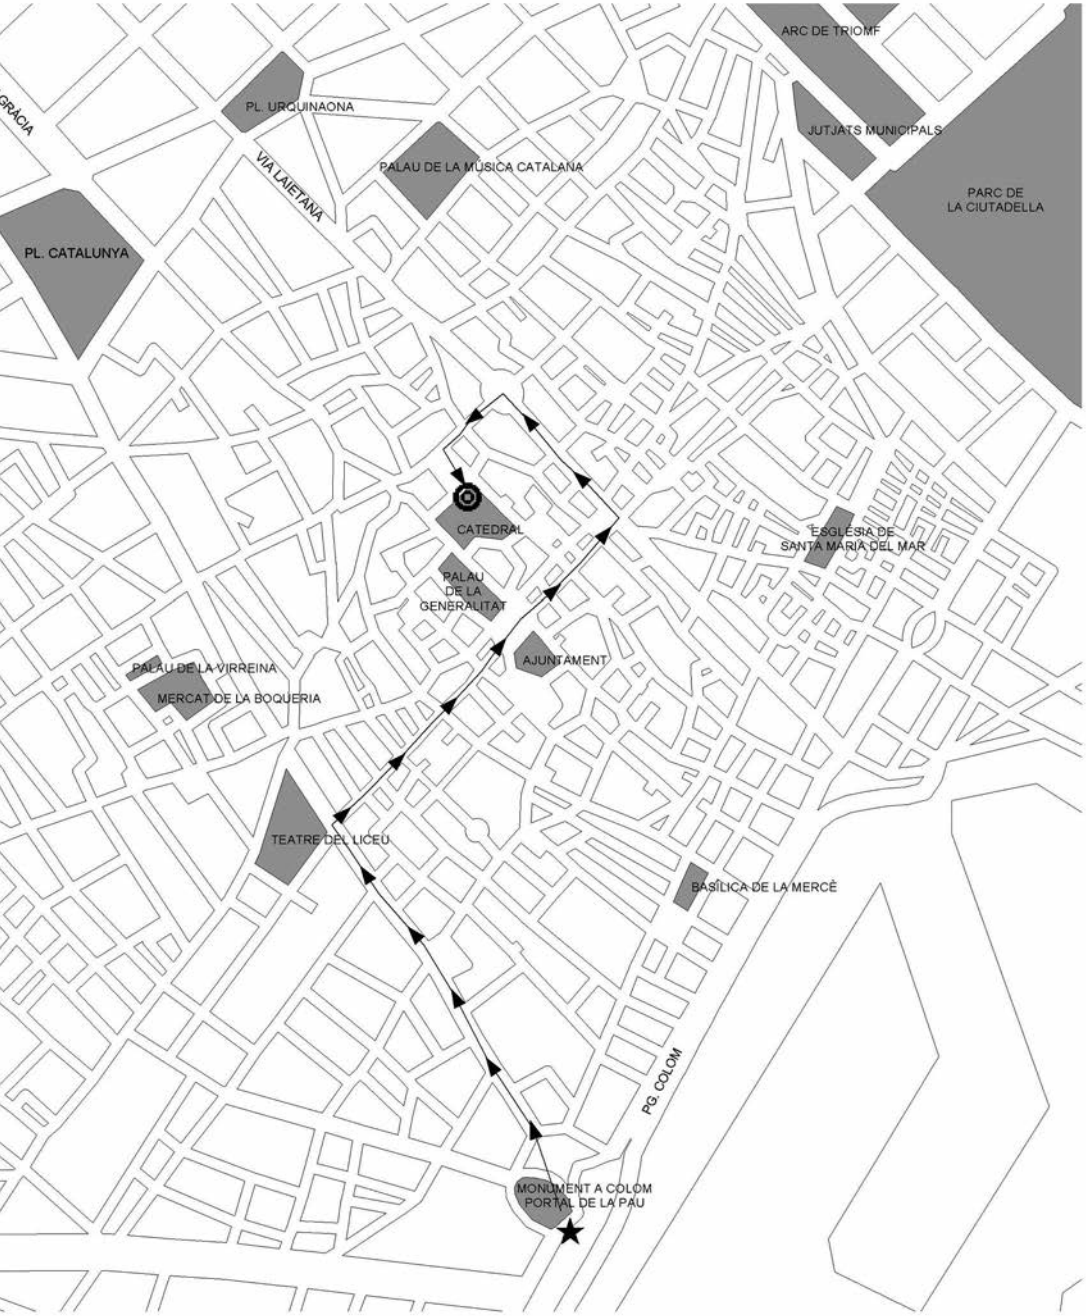 ARC DE TRIOMF
GRÀCIA
PL. URQUINAONA
JUTJATS MUNICIPALS
PALAU DE LA MÚSICA CATALANA
VIA LAIETANA
PARC DE
LA CIUTADELLA
PL. CATALUNYA
CATEDRAL
ESGLÉSIA DE
SANTA MARIA DEL MAR
PALAU
DE LA
GENERALITAT
AJUNTAMENT
PALAU DE LA VIRREINA
MERCAT DE LA BOQUERIA
TEATRE DEL LICEU
BASÍLICA DE LA MERCÈ
PG. COLOM
MONUMENT A COLOM
PORTAL DE LA PAU